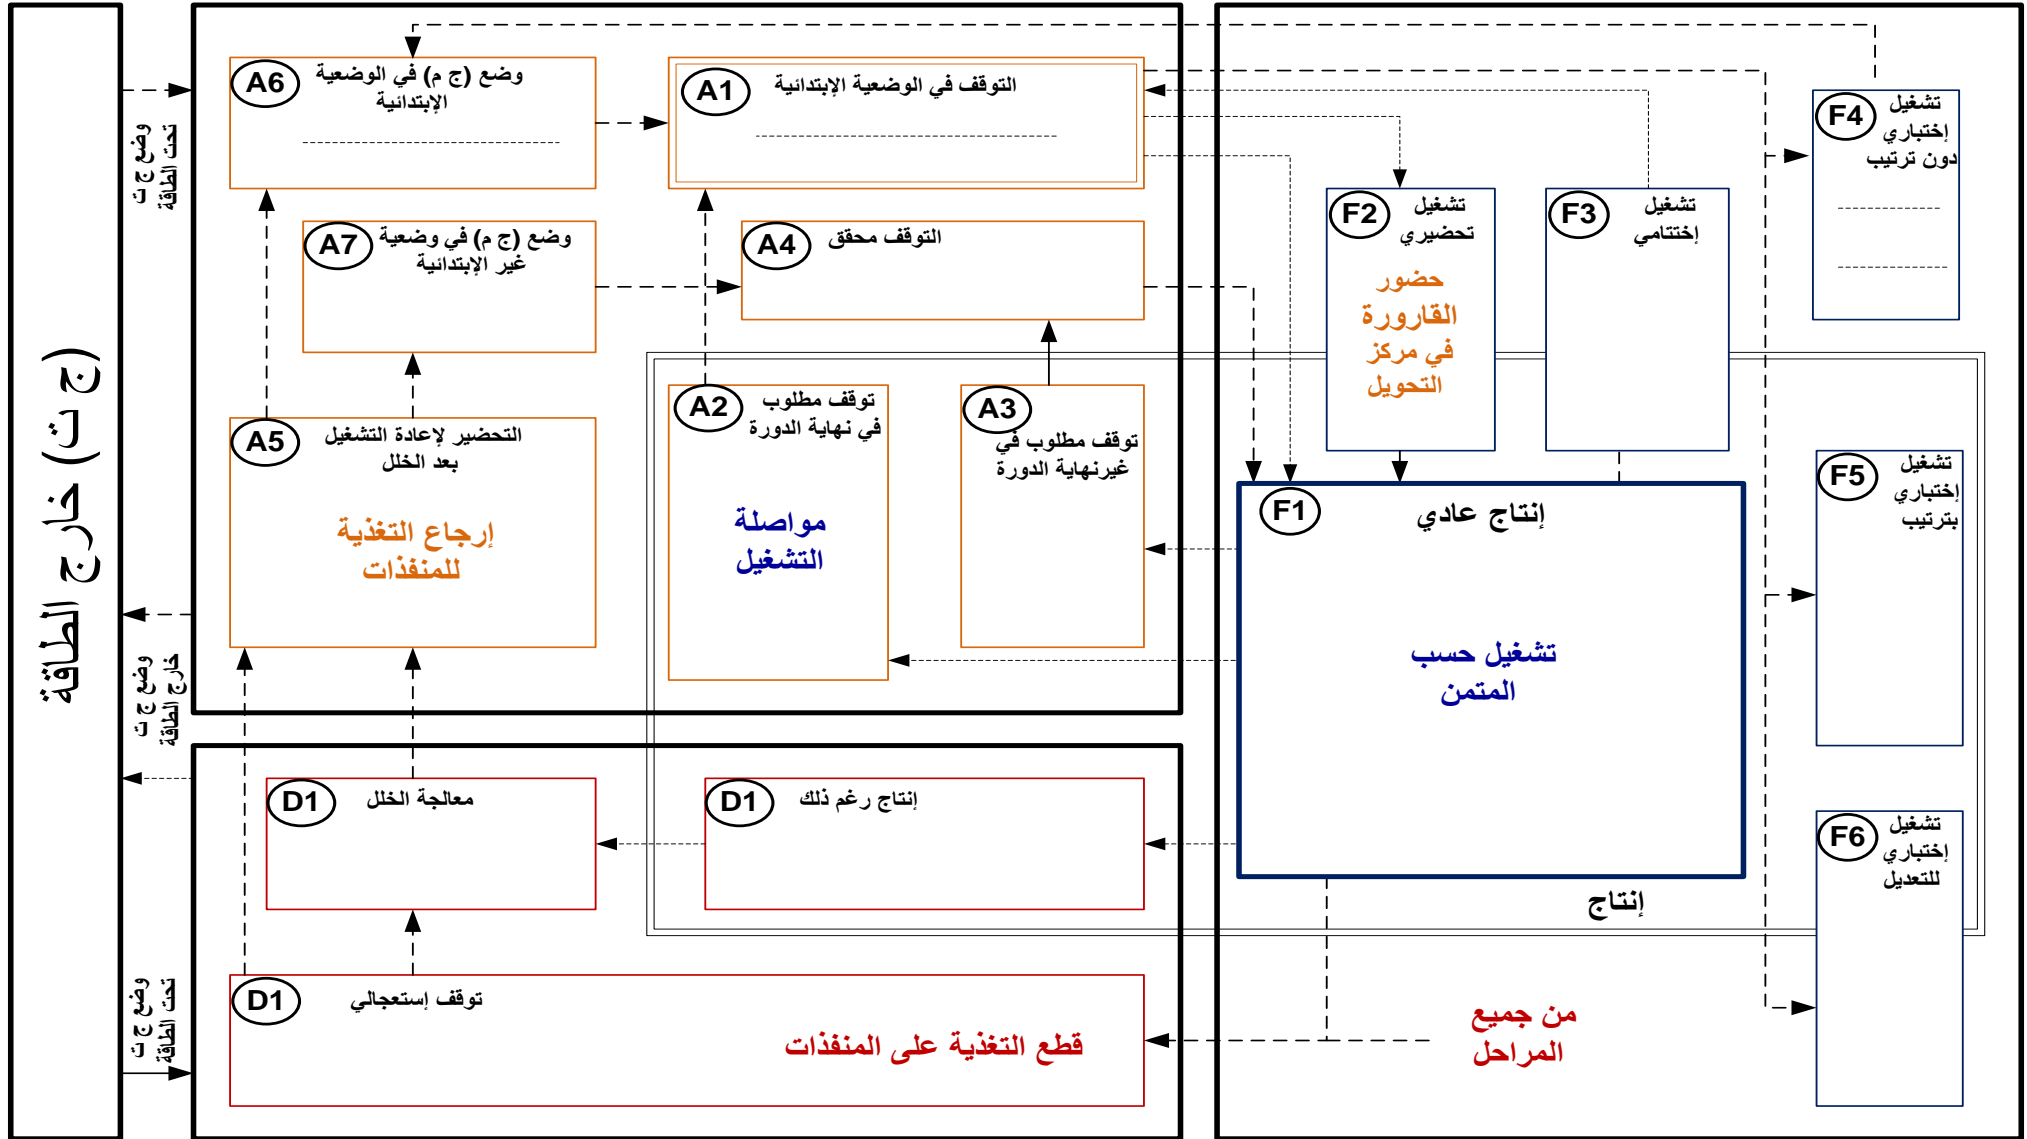 (ج ت) خارج الطاقة
وضع ج ت
تحت الطاقة
وضع ج ت
خارج الطاقة
وضع ج ت
تحت الطاقة
A6
وضع (ج م) في الوضعية
الإبتدائية
A1
التوقف في الوضعية الإبتدائية
A7
وضع (ج م) في وضعية
غير الإبتدائية
A4
التوقف محقق
A5
التحضير لإعادة التشغيل
بعد الخلل
إرجاع التغذية
للمنفذات
A2
توقف مطلوب
في نهاية الدورة
مواصلة
التشغيل
A3
توقف مطلوب في
غيرنهاية الدورة
F2
تشغيل
تحضيري
حضور
القارورة
في مركز
التحويل
F3
تشغيل
إختتامي
F4
تشغيل
إختباري
دون ترتيب
F5
تشغيل
إختباري
بترتيب
F6
تشغيل
إختباري
للتعديل
F1
إنتاج عادي
تشغيل حسب
المتمن
إنتاج
D1
معالجة الخلل
D1
إنتاج رغم ذلك
D1
توقف إستعجالي
قطع التغذية على المنفذات
من جميع
المراحل